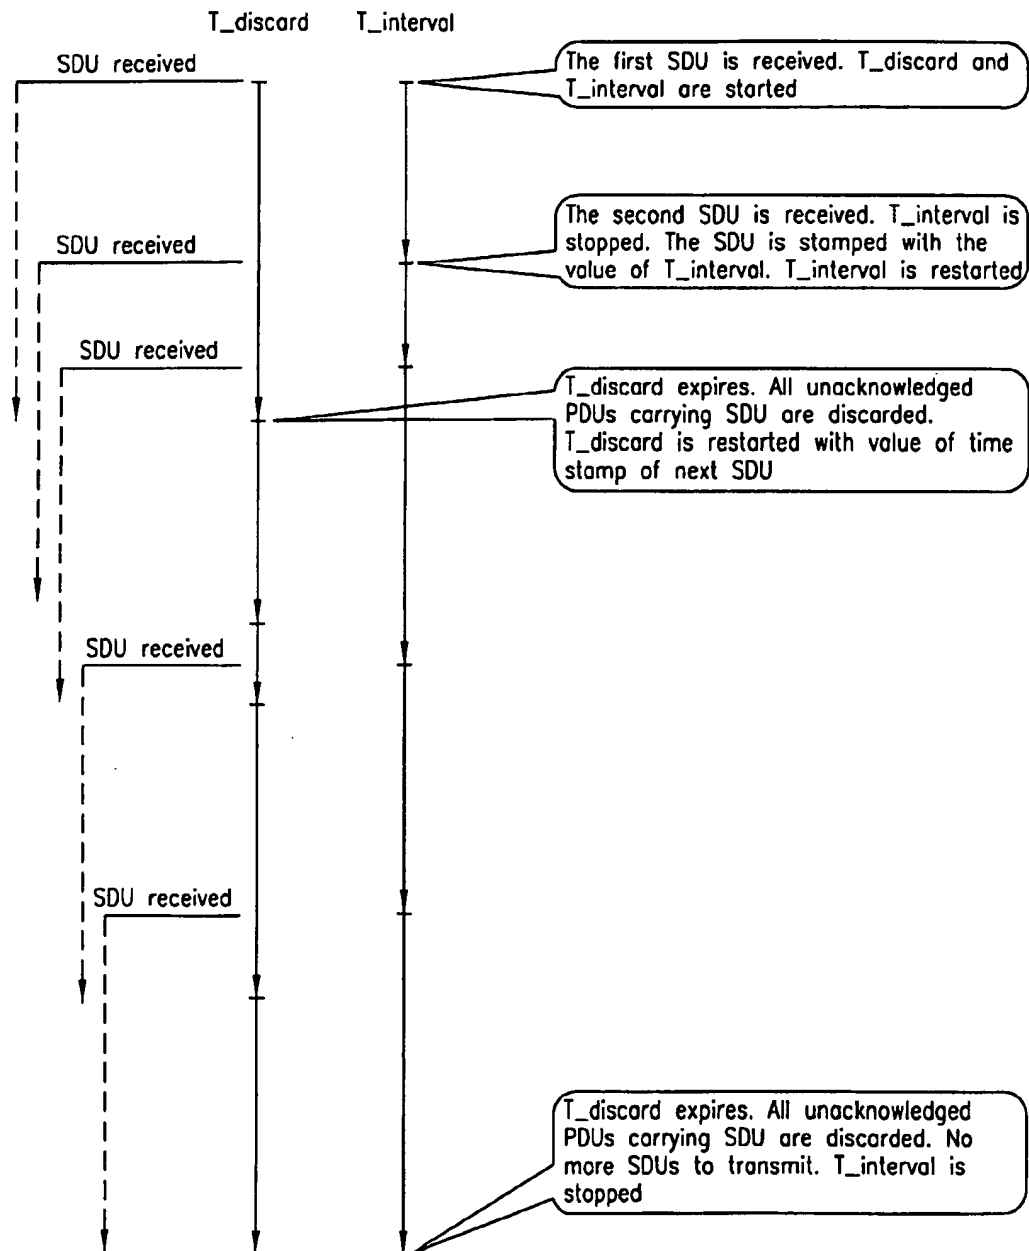 T_discard T_interval
SDU received
The first SDU is received. T_discard and
T_interval are started
SDU received
The second SDU is received. T_interval is
stopped. The SDU is stamped with the
value of T_interval. T_interval is restarted
SDU received
T_discard expires. All unacknowledged
PDUs carrying SDU are discarded.
T_discard is restarted with value of time
stamp of next SDU
SDU received
SDU received
T_discard expires. All unacknowledged
PDUs carrying SDU are discarded. No
more SDUs to transmit. T_interval is
stopped